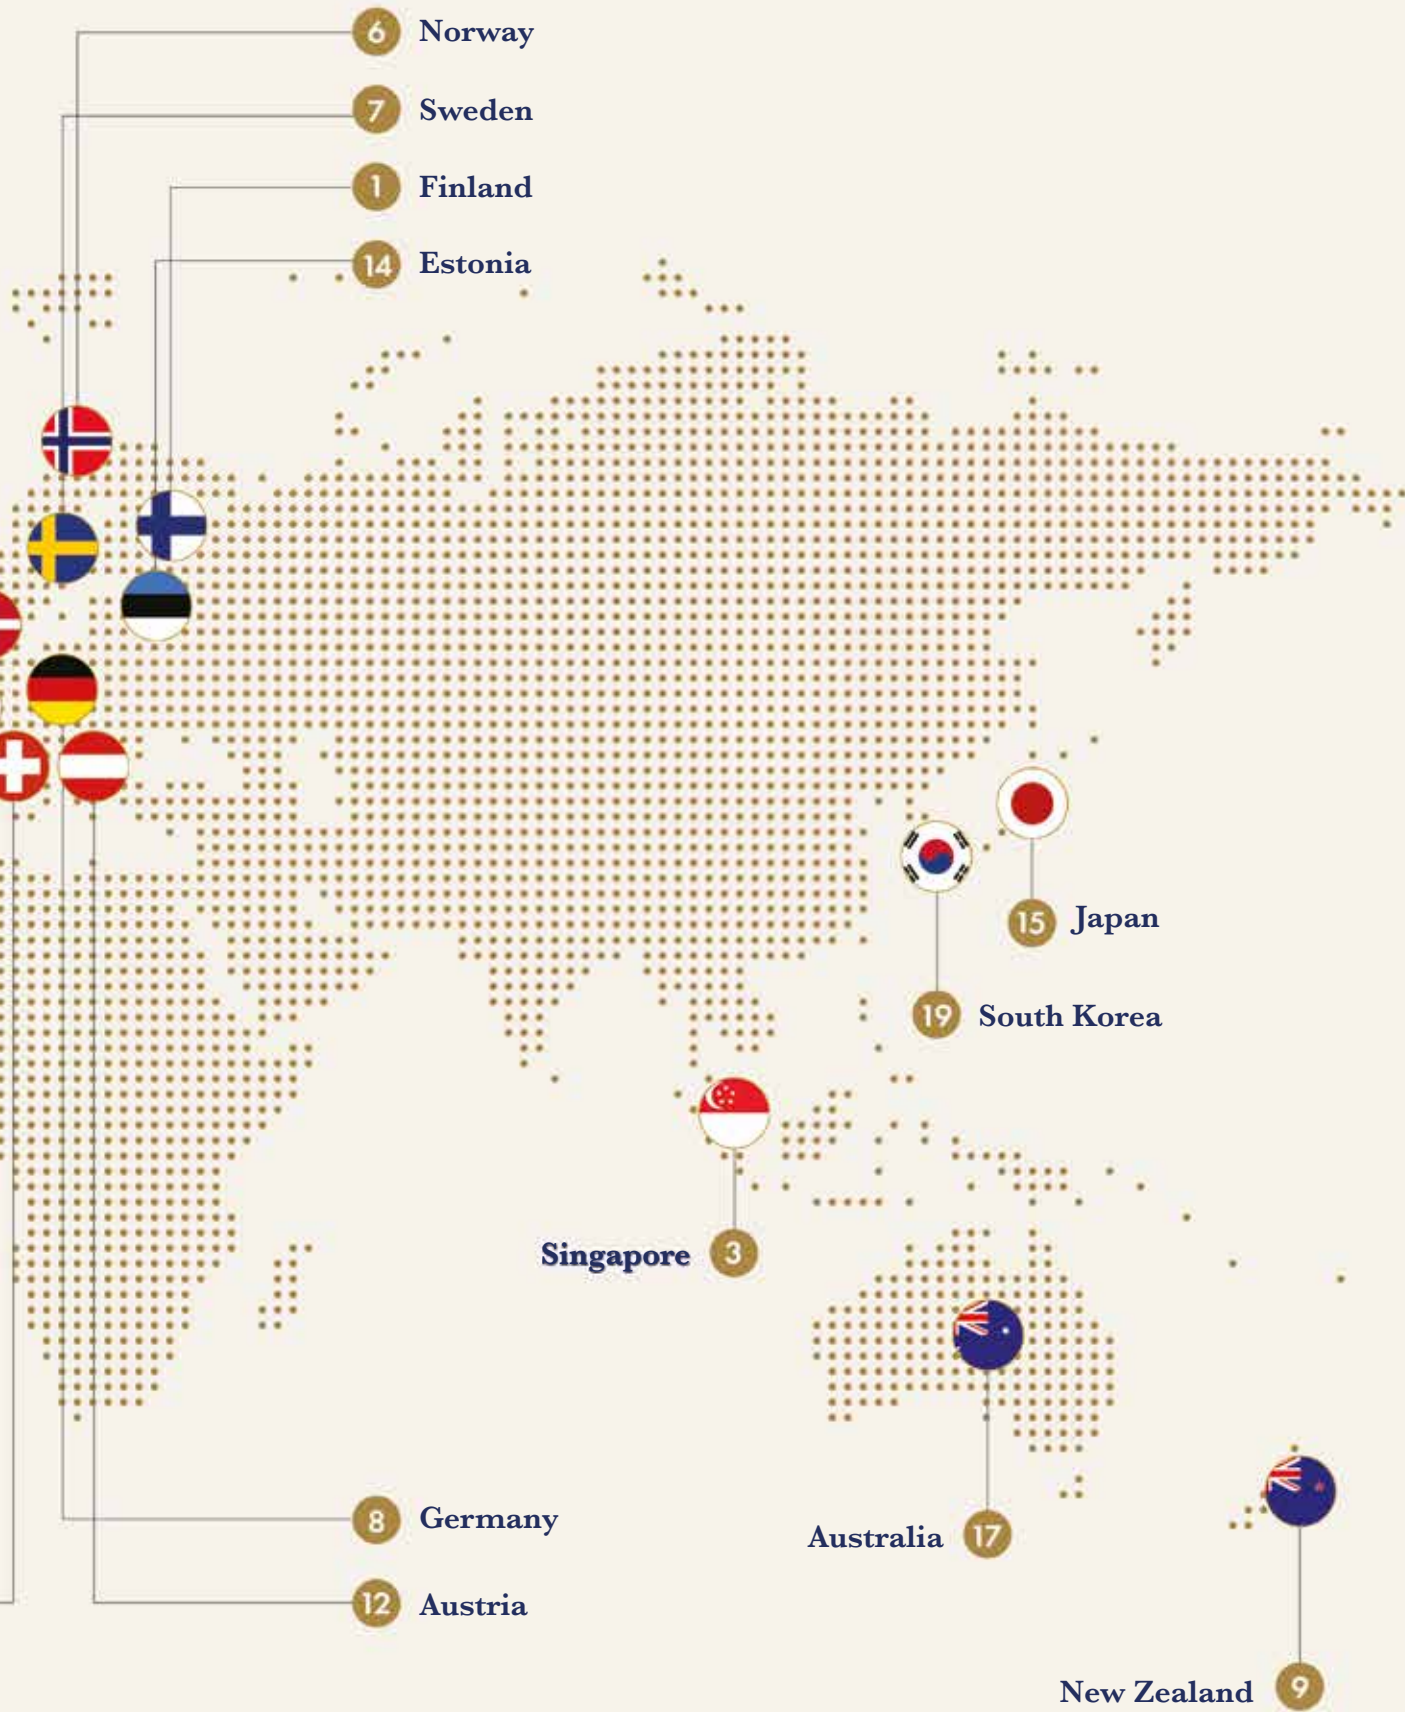 6 Norway
7 Sweden
1 Finland
14 Estonia
15 Japan
19 South Korea
Singapore 3
8 Germany
Australia 17
12 Austria
New Zealand 9